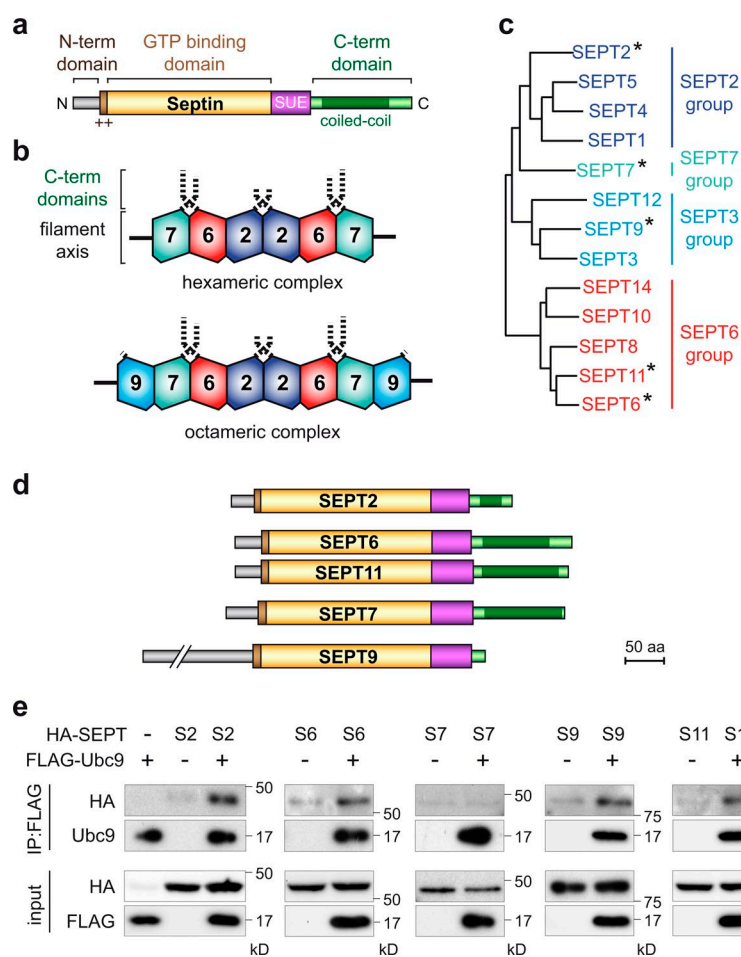 a
N-term domain
GTP binding domain
C-term domain
N
Septin
SUE
C
++
coiled-coil
b
C-term domains
filament axis
7 6 2 2 6 7
hexameric complex
9 7 6 2 2 6 7 9
octameric complex
c
SEPT2*
SEPT5
SEPT4
SEPT1
SEPT2 group
SEPT7*
SEPT7 group
SEPT12
SEPT9*
SEPT3
SEPT3 group
SEPT14
SEPT10
SEPT8
SEPT11*
SEPT6*
SEPT6 group
d
SEPT2
SEPT6
SEPT11
SEPT7
SEPT9
50 aa
e
HA-SEPT - S2 S2 S6 S6 S7 S7 S9 S9 S11 S1
FLAG-Ubc9 + - + - + - + - + - +
IP:FLAG
HA 50 50 50 75
Ubc9 17 17 17 17
input
HA 50 50 50 75
FLAG 17 17 17 17
kD kD kD kD